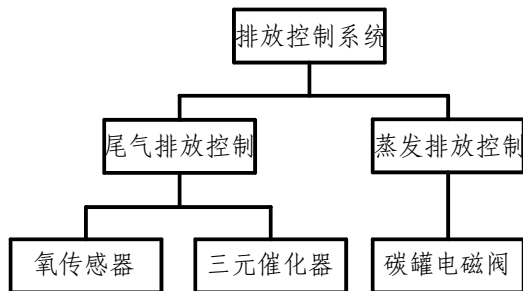 排放控制系统
尾气排放控制
蒸发排放控制
氧传感器
三元催化器
碳罐电磁阀